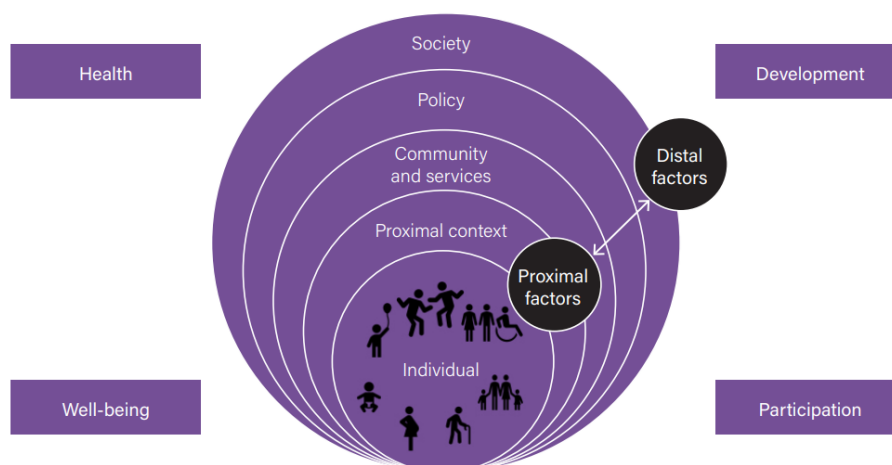 Society
Health
Development
Policy
Community
and services
Distal
factors
Proximal context
Proximal
factors
Individual
Well-being
Participation